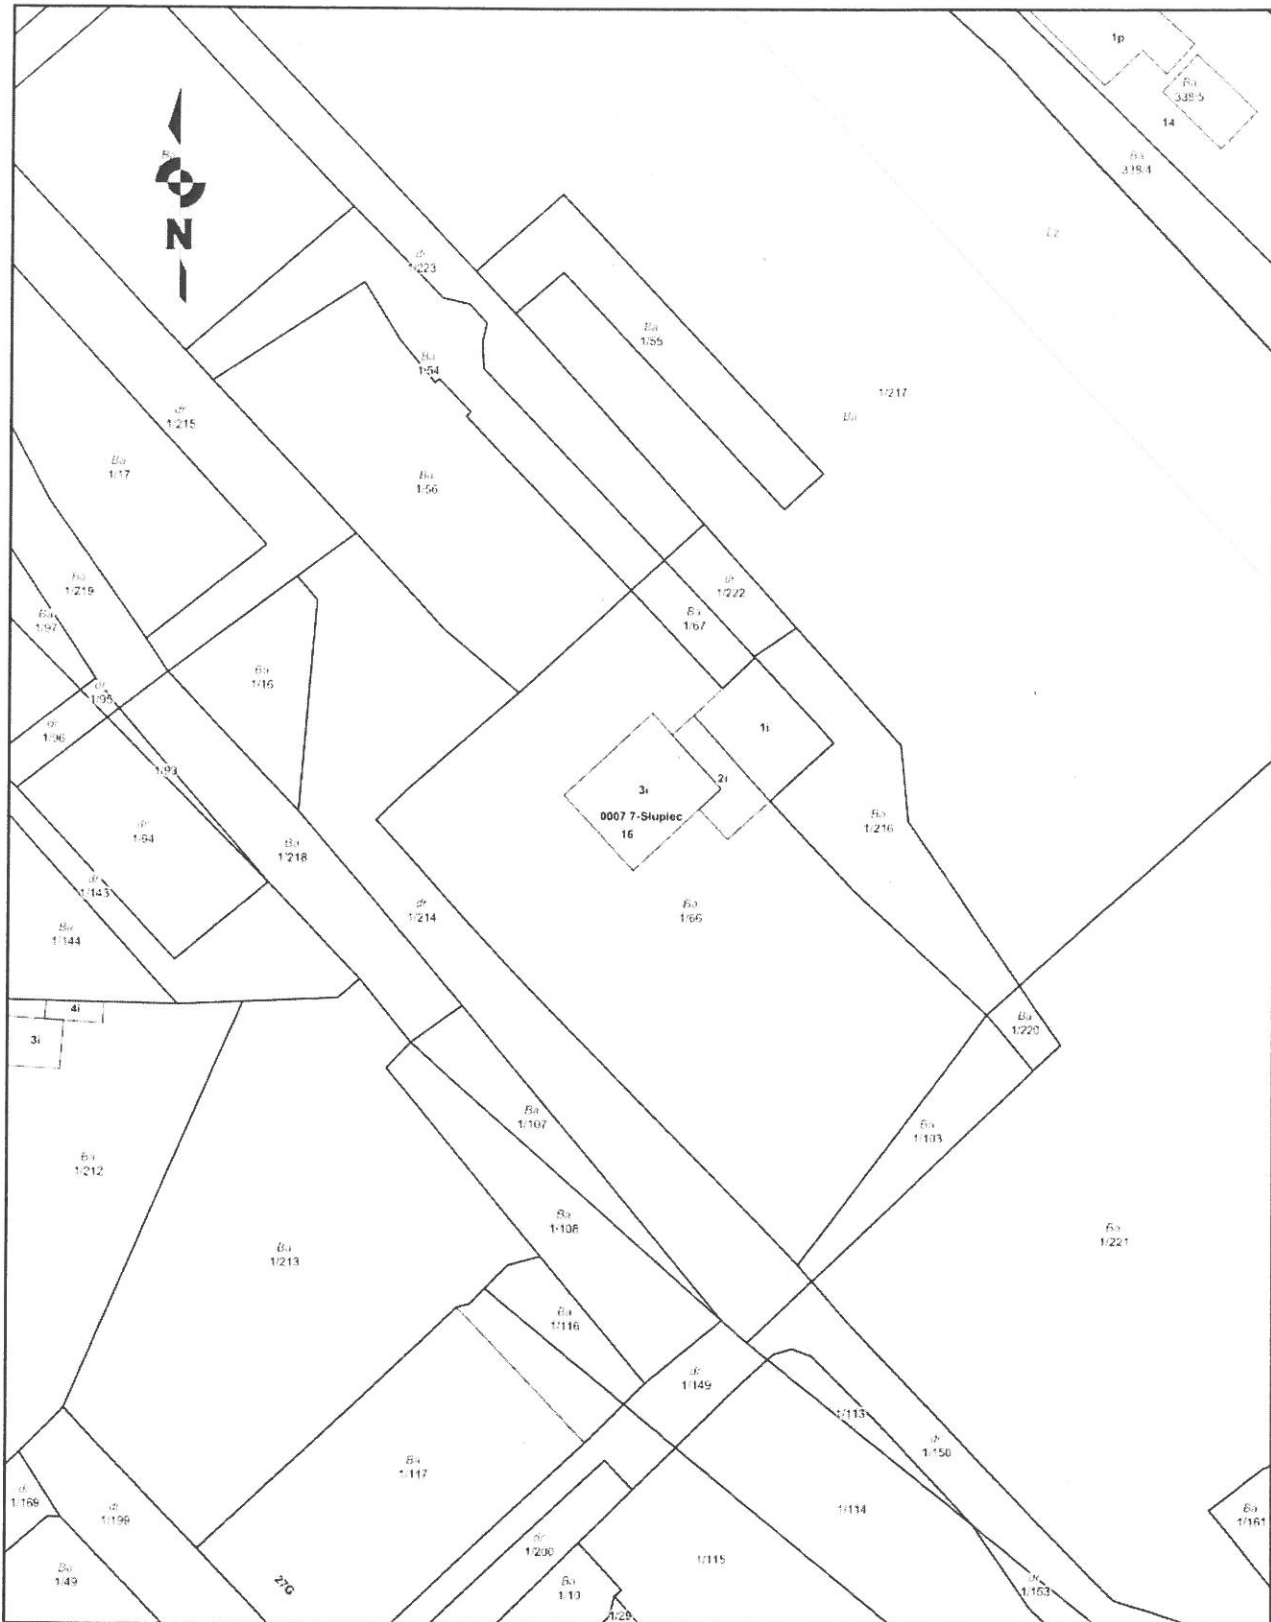 1p
Ba
338/5
14
Ba
338/4
Ba
N
Lz
dr
1/223
Ba
1/55
Ba
1/54
1/217
Ba
dr
1/215
Ba
1/17
Ba
1/56
Ba
1/219
dr
1/222
Ba
1/97
Ba
1/67
Ba
1/16
dr
1/95
dr
1/96
1i
1/93
2i
3i
0007 7-Słupiec
16
Ba
1/216
dr
1/94
Ba
1/218
dr
1/143
dr
1/214
Ba
1/66
Ba
1/144
4i
3i
Ba
1/220
Ba
1/107
Ba
1/103
Ba
1/212
Ba
1/108
Ba
1/221
Ba
1/213
Ba
1/116
dr
1/149
1/113
dr
1/150
Ba
1/117
dr
1/169
dr
1/199
1/114
Ba
1/161
dr
1/200
1/115
Ba
1/49
27G
Ba
1/10
dr
1/153
1/29